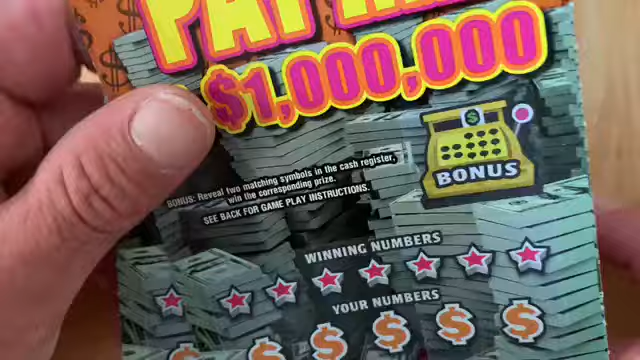 PAY
$1,000,000
$
BONUS
BONUS: Reveal two matching symbols in the cash register,
win the corresponding prize.
SEE BACK FOR GAME PLAY INSTRUCTIONS.
WINNING NUMBERS
YOUR NUMBERS
$ $ $ $ $ $